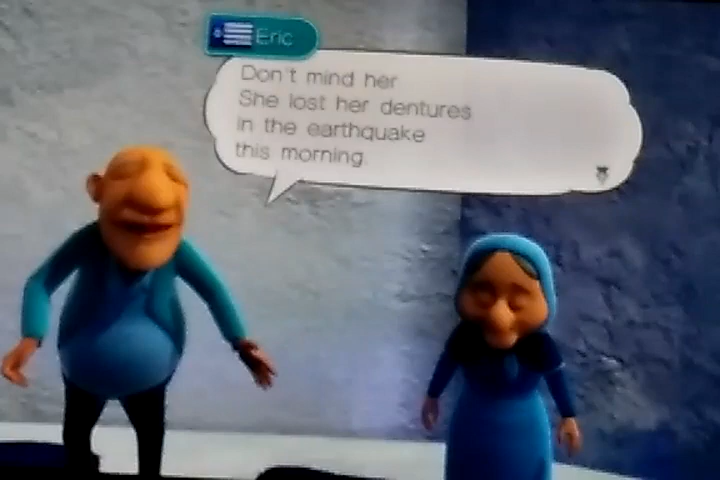 Eric
Don't mind her
She lost her dentures
in the earthquake
this morning.